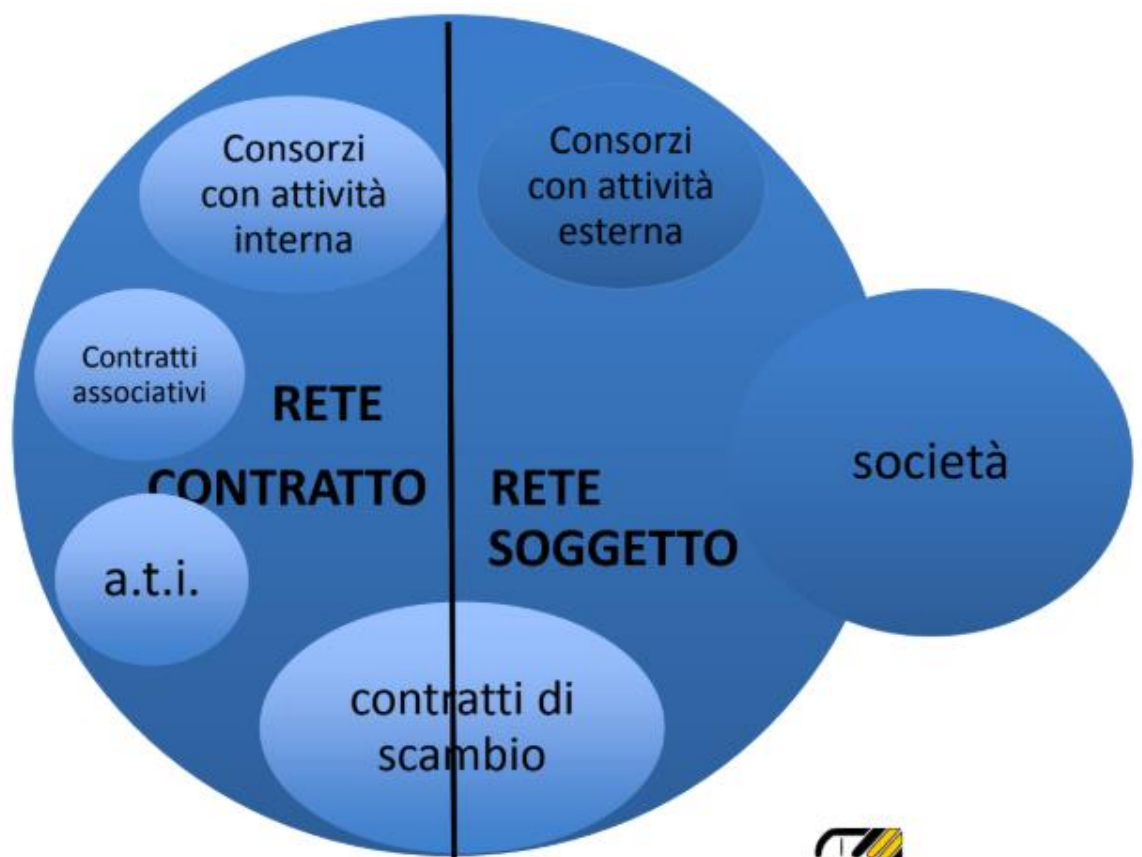 Consorzi
con attività
interna
Consorzi
con attività
esterna
Contratti
associativi
RETE
CONTRATTO
RETE
SOGGETTO
società
a.t.i.
contratti di
scambio